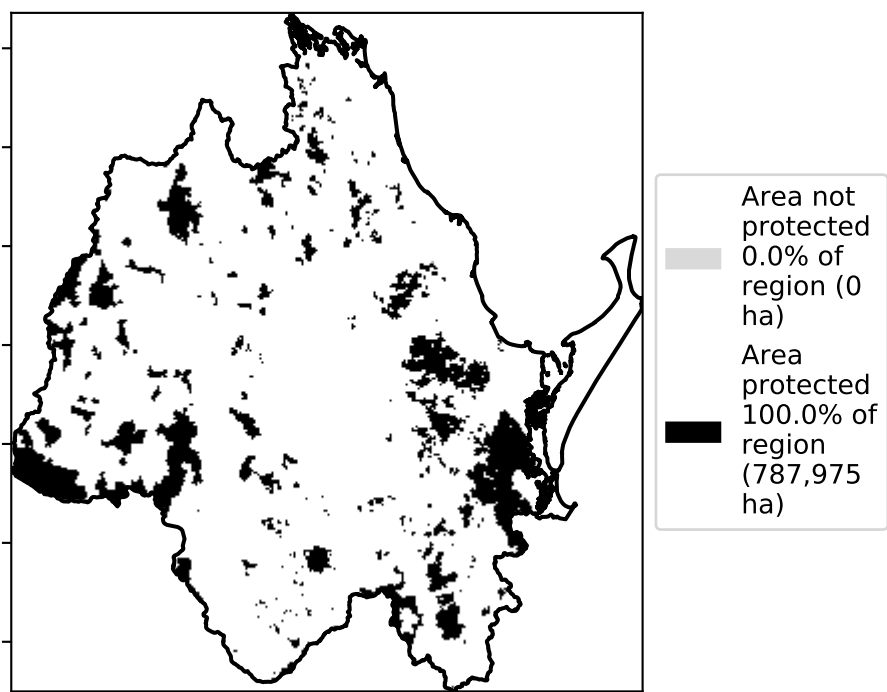 Area not
protected
0.0% of
region (0
ha)
Area
protected
100.0% of
region
(787,975
ha)